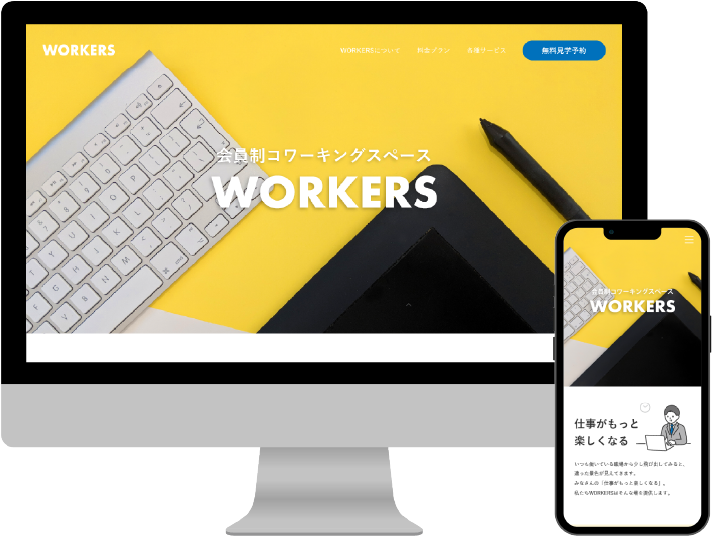 WORKERS
WORKERSについて 料金プラン 各種サービス 無料見学予約
会員制コワーキングスペース
WORKERS
会員制コワーキングスペース
WORKERS
仕事がもっと
楽しくなる
いつも働いている職場から少し飛び出してみると、
違った景色が見えてきます。
みなさんの「仕事がもっと楽しくなる」。
私たちWORKERSはそんな場を提供します。